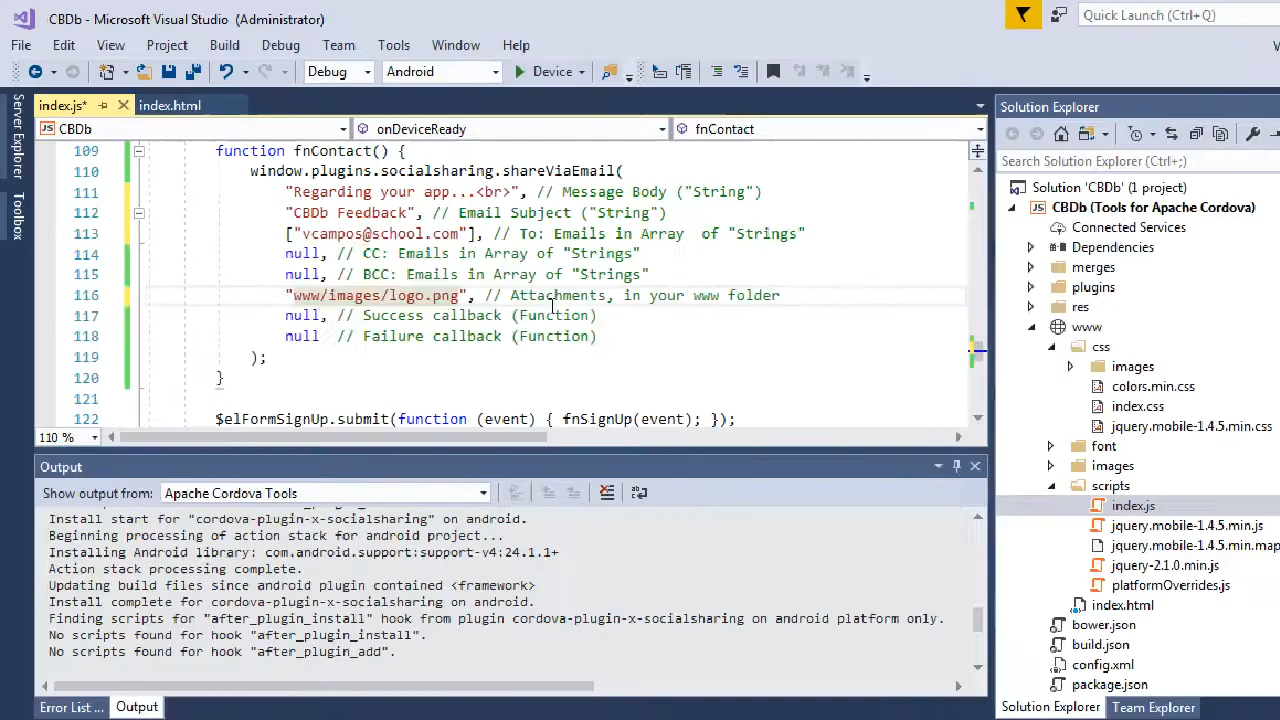 CBDb - Microsoft Visual Studio (Administrator)
Quick Launch (Ctrl+Q)
File Edit View Project Build Debug Team Tools Analyze Window Help
Debug Android Device
Server Explorer
Toolbox
index.js* index.html
CBDb onDeviceReady fnContact
109 function fnContact() {
110 window.plugins.socialsharing.shareViaEmail(
111 "Regarding your app...<br>", // Message Body ("String")
112 "CBDb Feedback", // Email Subject ("String")
113 ["vcampos@school.com"], // To: Emails in Array of "Strings"
114 null, // CC: Emails in Array of "Strings"
115 null, // BCC: Emails in Array of "Strings"
116 "www/images/logo.png", // Attachments, in your www folder
117 null, // Success callback (Function)
118 null // Failure callback (Function)
119 );
120 }
121
122 $elFormSignUp.submit(function (event) { fnSignUp(event); });
110 %
Output
Show output from: Apache Cordova Tools
Install start for "cordova-plugin-x-socialsharing" on android.
Beginning processing of action stack for android project...
Installing Android library: com.android.support:support-v4:24.1.1+
Action stack processing complete.
Updating build files since android plugin contained <framework>
Install complete for cordova-plugin-x-socialsharing on android.
Finding scripts for "after_plugin_install" hook from plugin cordova-plugin-x-socialsharing on android platform only.
No scripts found for hook "after_plugin_install".
No scripts found for hook "after_plugin_add".
Error List ... Output
Solution Explorer
Search Solution Explorer (Ctrl+;)
Solution 'CBDb' (1 project)
CBDb (Tools for Apache Cordova)
Connected Services
Dependencies
merges
plugins
res
www
css
images
colors.min.css
index.css
jquery.mobile-1.4.5.min.css
font
images
scripts
index.js
jquery.mobile-1.4.5.min.js
jquery.mobile-1.4.5.min.map
jquery-2.1.0.min.js
platformOverrides.js
index.html
bower.json
build.json
config.xml
package.json
Solution Explorer Team Explorer